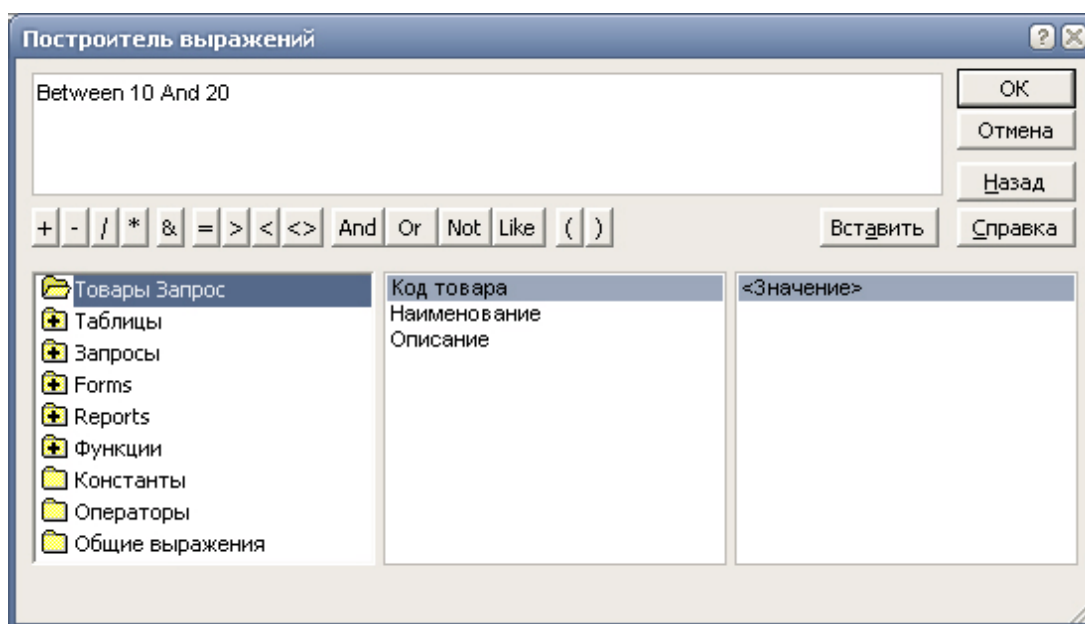 Построитель выражений
Between 10 And 20
ОК
Отмена
Назад
+ - / * & = > < <> And Or Not Like ( ) Вставить Справка
Товары Запрос
Таблицы
Запросы
Forms
Reports
Функции
Константы
Операторы
Общие выражения
Код товара
Наименование
Описание
<Значение>